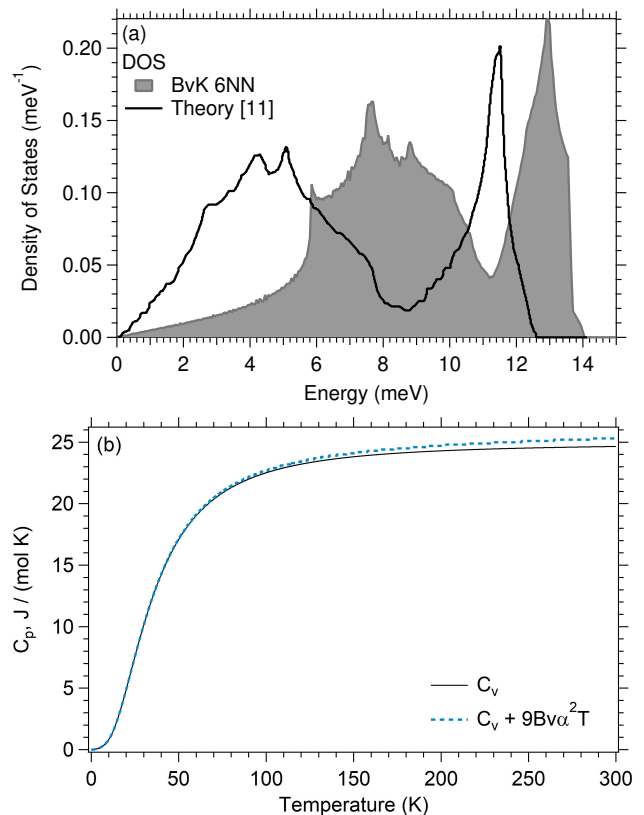 (a)
DOS
BvK 6NN
Theory [11]
Density of States (meV⁻¹)
0.20
0.15
0.10
0.05
0.00
0 2 4 6 8 10 12 14
Energy (meV)
(b)
Cₚ, J / (mol K)
25
20
15
10
5
0
Cᵥ
Cᵥ + 9Bvα²T
0 50 100 150 200 250 300
Temperature (K)